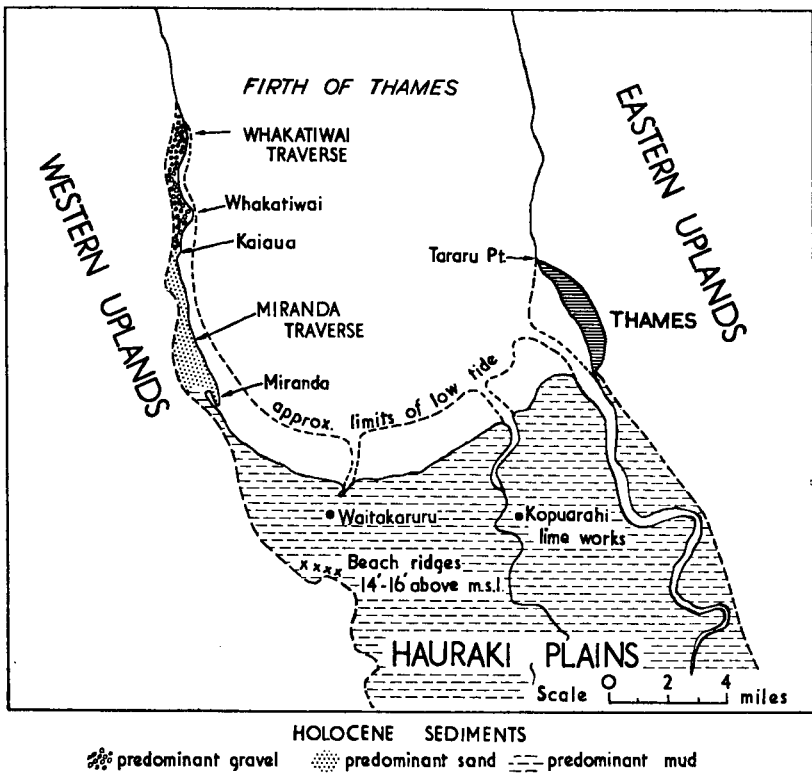 FIRTH OF THAMES
WHAKATIWAI
TRAVERSE
WESTERN UPLANDS
EASTERN UPLANDS
Whakatiwai
Kaiaua
Tararu Pt.
MIRANDA
TRAVERSE
THAMES
Miranda
approx. limits of low tide
Waitakaruru
Kopuarahi
lime works
Beach ridges
14'-16' above m.s.l.
HAURAKI PLAINS
Scale 0 2 4 miles
HOLOCENE SEDIMENTS
predominant gravel predominant sand predominant mud